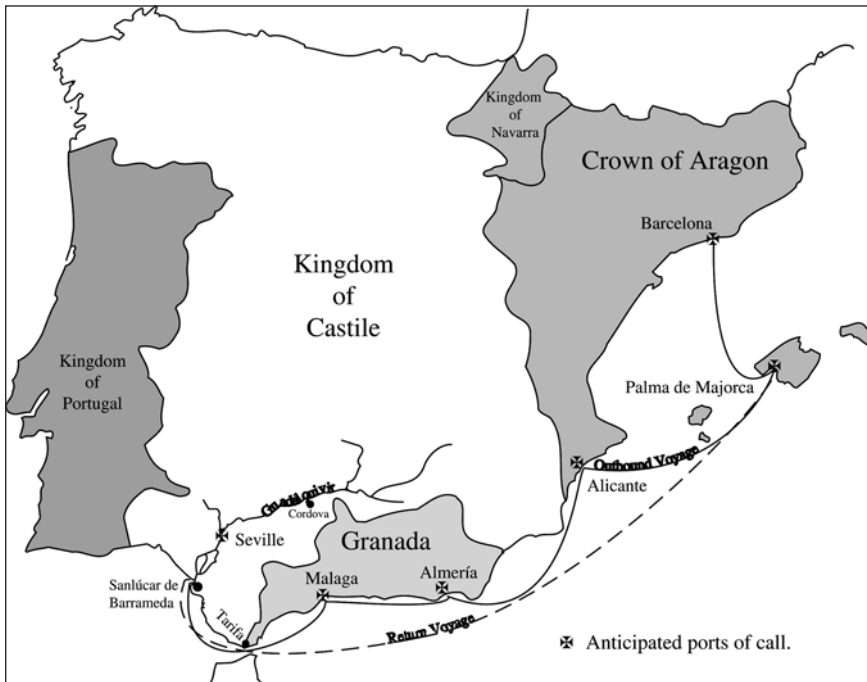 Kingdom
of
Navarra
Crown of Aragon
Barcelona
Kingdom
of
Castile
Kingdom
of
Portugal
Palma de Majorca
Outbound Voyage
Alicante
Guadalquivir
Cordova
Seville
Granada
Sanlúcar de
Barrameda
Malaga
Almería
Tarifa
Return Voyage
Anticipated ports of call.